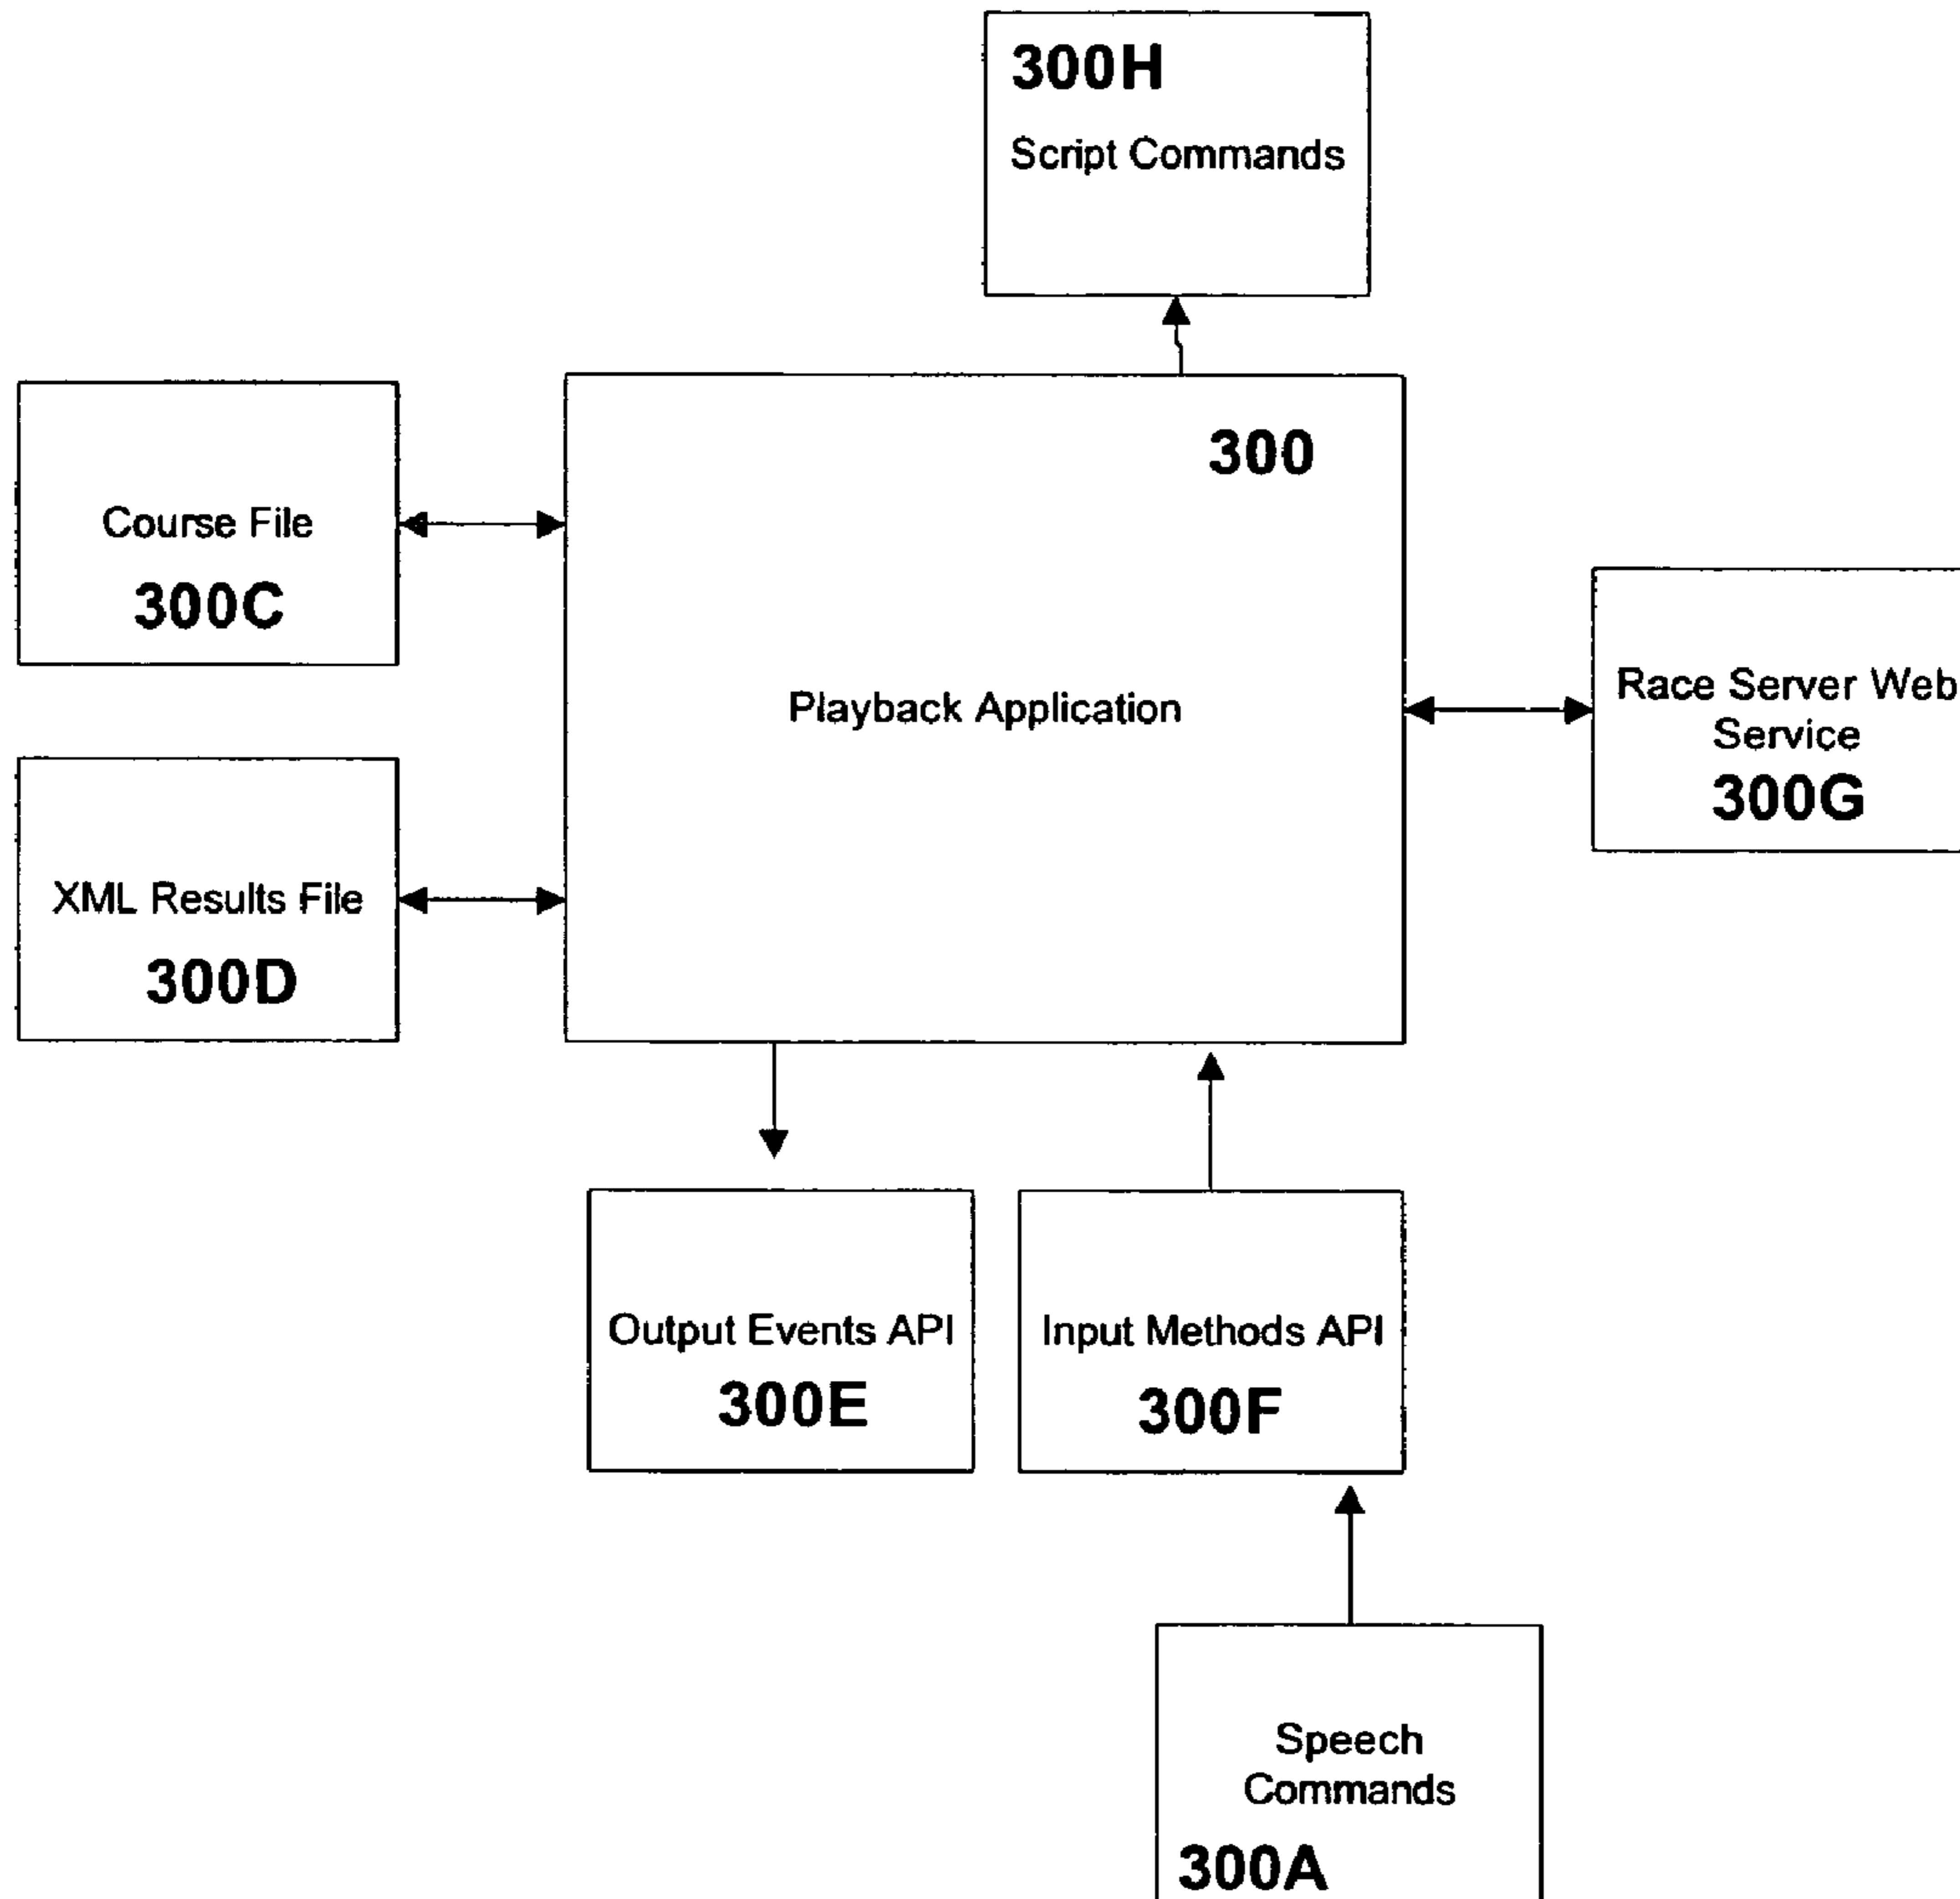 300H
Script Commands
300
Course File
300C
Playback Application
Race Server Web
Service
300G
XML Results File
300D
Output Events API
300E
Input Methods API
300F
Speech
Commands
300A